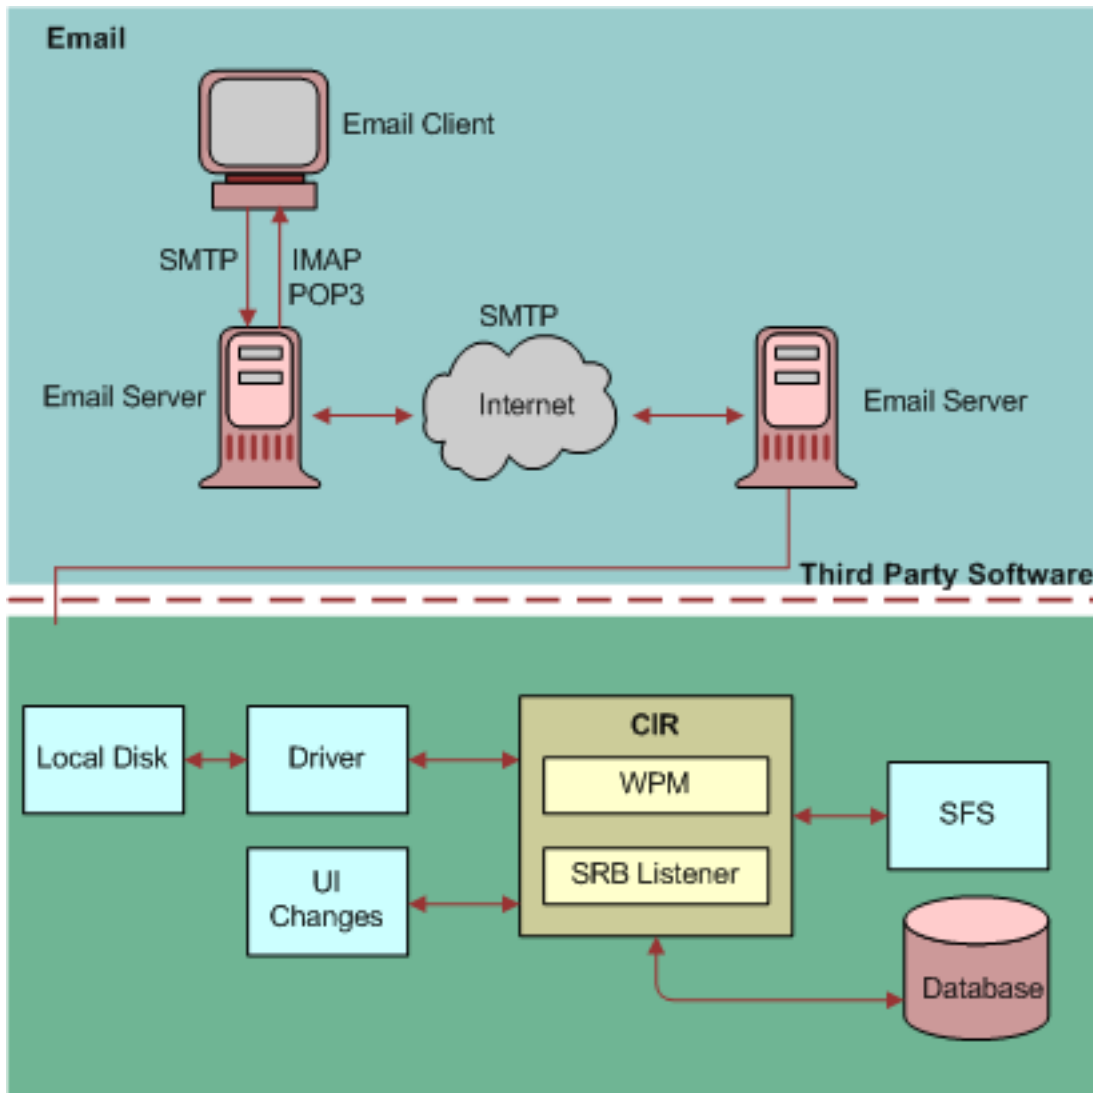 Email
Email Client
SMTP
IMAP
POP3
SMTP
Email Server
Internet
Email Server
Third Party Software
Local Disk
Driver
CIR
WPM
SFS
SRB Listener
UI
Changes
Database